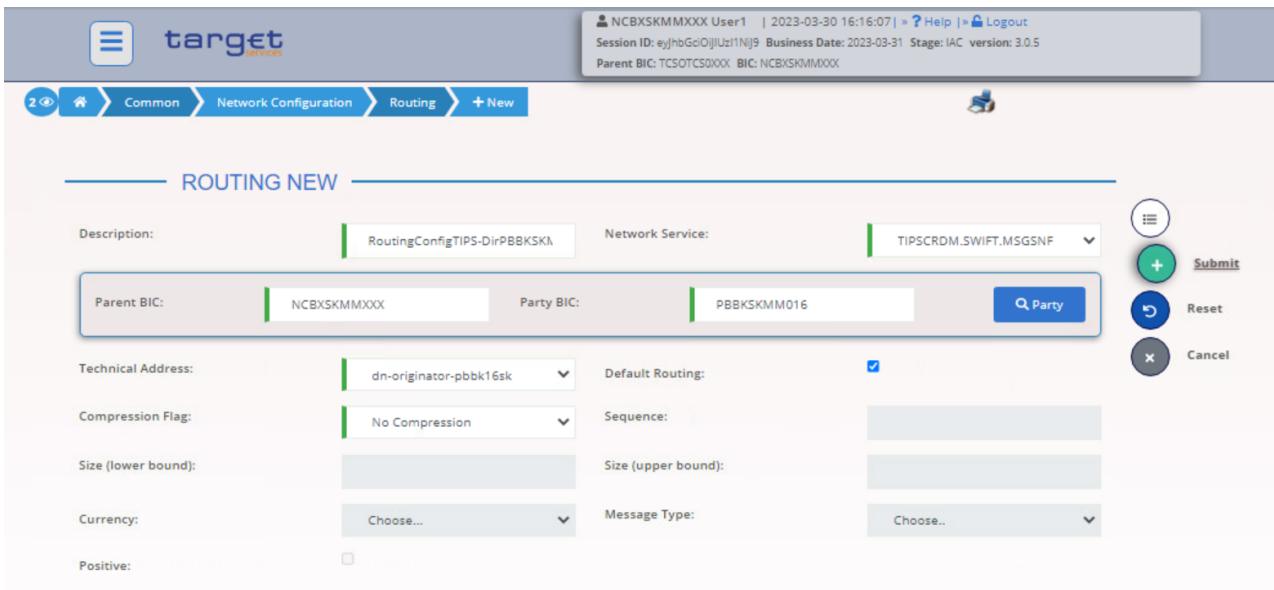 NCBXSKMMXXX User1 | 2023-03-30 16:16:07 | » ? Help | » Logout
target
services
Session ID: eyJhbGciOiJIUzI1NiJ9 Business Date: 2023-03-31 Stage: IAC version: 3.0.5
Parent BIC: TCSOTCS0XXX BIC: NCBXSKMMXXX
2 Common Network Configuration Routing + New
ROUTING NEW
Description: RoutingConfigTIPS-DirPBBKSKM Network Service: TIPSCRDM.SWIFT.MSGSNF
Submit
Parent BIC: NCBXSKMMXXX Party BIC: PBBKSKMM016 Party
Reset
Technical Address: dn-originator-pbbk16sk Default Routing:
Cancel
Compression Flag: No Compression Sequence:
Size (lower bound): Size (upper bound):
Currency: Choose... Message Type: Choose..
Positive: